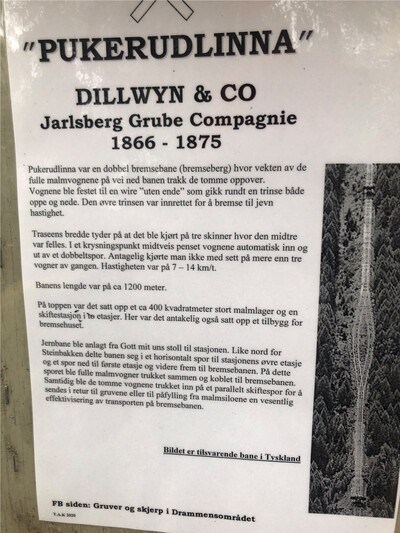 "PUKERUDLINNA"
DILLWYN & CO
Jarlsberg Grube Compagnie
1866 - 1875
Pukerudlinna var en dobbel bremsebane (bremseberg) hvor vekten av de
fulle malmvognene på vei ned banen trakk de tomme oppover.
Vognene ble festet til en wire "uten ende" som gikk rundt en trinse både
oppe og nede. Den øvre trinsen var innrettet for å bremse til jevn
hastighet.
Traseens bredde tyder på at det ble kjørt på tre skinner hvor den midtre
var felles. I et krysningspunkt midtveis penset vognene automatisk inn og
ut av et dobbeltspor. Antagelig kjørte man ikke med sett på mere enn tre
vogner av gangen. Hastigheten var på 7 – 14 km/t.
Banens lengde var på ca 1200 meter.
På toppen var det satt opp et ca 400 kvadratmeter stort malmlager og en
skiftestasjon i to etasjer. Her var det antakelig også satt opp et tilbygg for
bremsehuset.
Jernbane ble anlagt fra Gott mit uns stoll til stasjonen. Like nord for
Steinbakken delte banen seg i et horisontalt spor til stasjonens øvre etasje
og et spor ned til første etasje og videre frem til bremsebanen. På dette
sporet ble fulle malmvogner trukket sammen og koblet til bremsebanen.
Samtidig ble de tomme vognene trukket inn på et parallelt skiftespor for å
sendes i retur til gruvene eller til påfylling fra malmsiloene en vesentlig
effektivisering av transporten på bremsebanen.
Bildet er tilsvarende bane i Tyskland
FB siden: Gruver og skjerp i Drammensområdet
T.A.K 2020